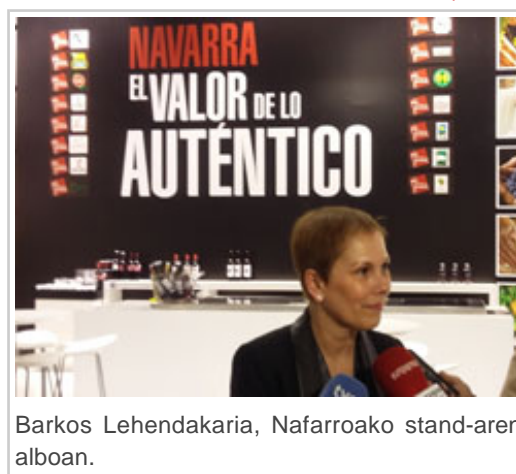 NAVARRA
EL VALOR DE LO
AUTÉNTICO
Barkos Lehendakaria, Nafarroako stand-aren
alboan.